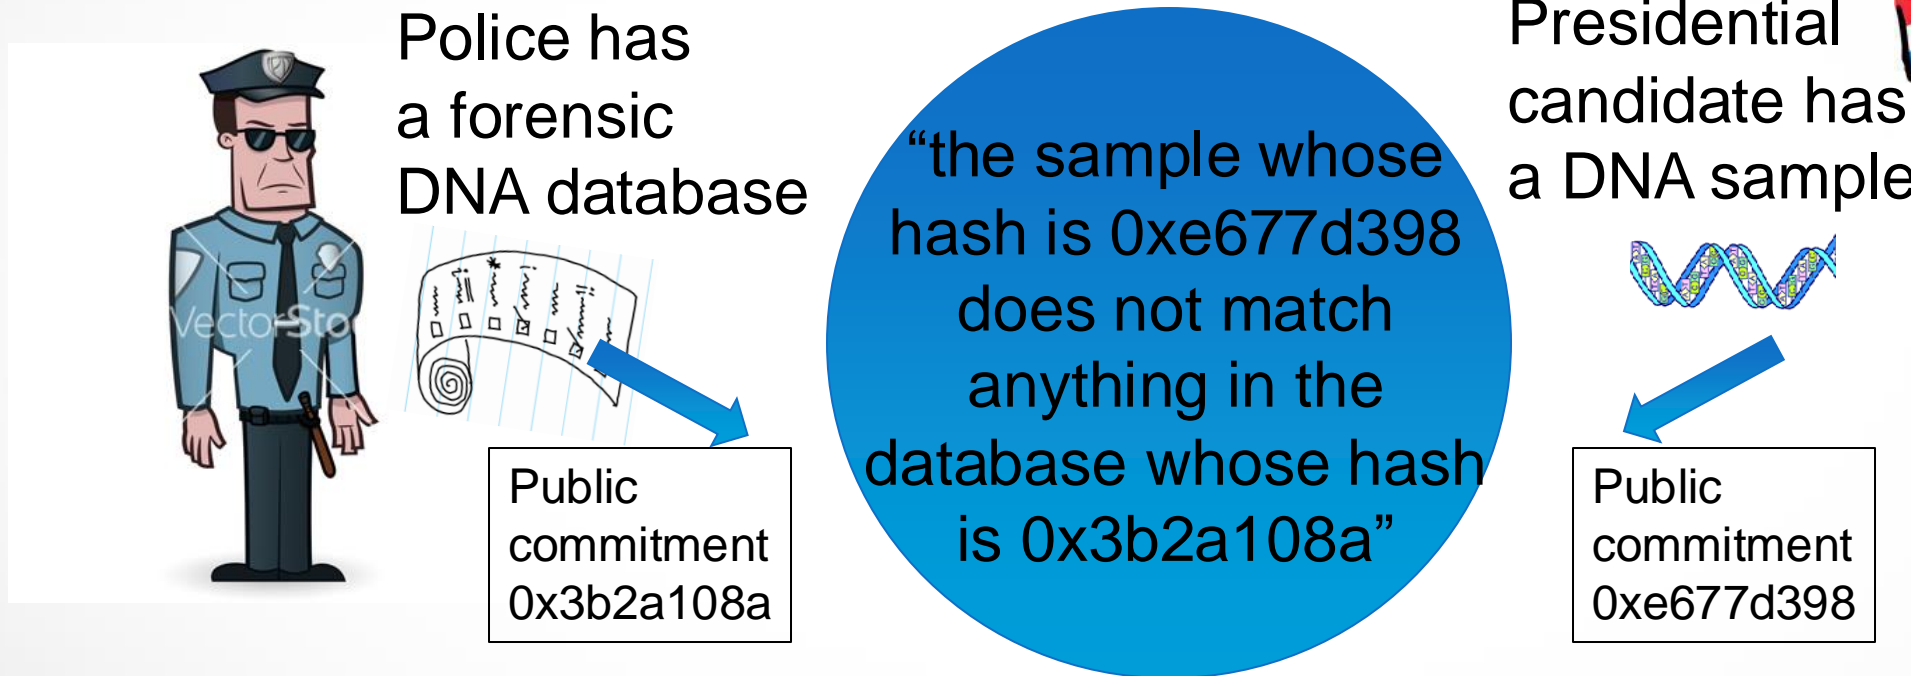 Police has
a forensic
DNA database
VectorSto
Public
commitment
0x3b2a108a
“the sample whose
hash is 0xe677d398
does not match
anything in the
database whose hash
is 0x3b2a108a”
Presidential
candidate has
a DNA sample
Public
commitment
0xe677d398